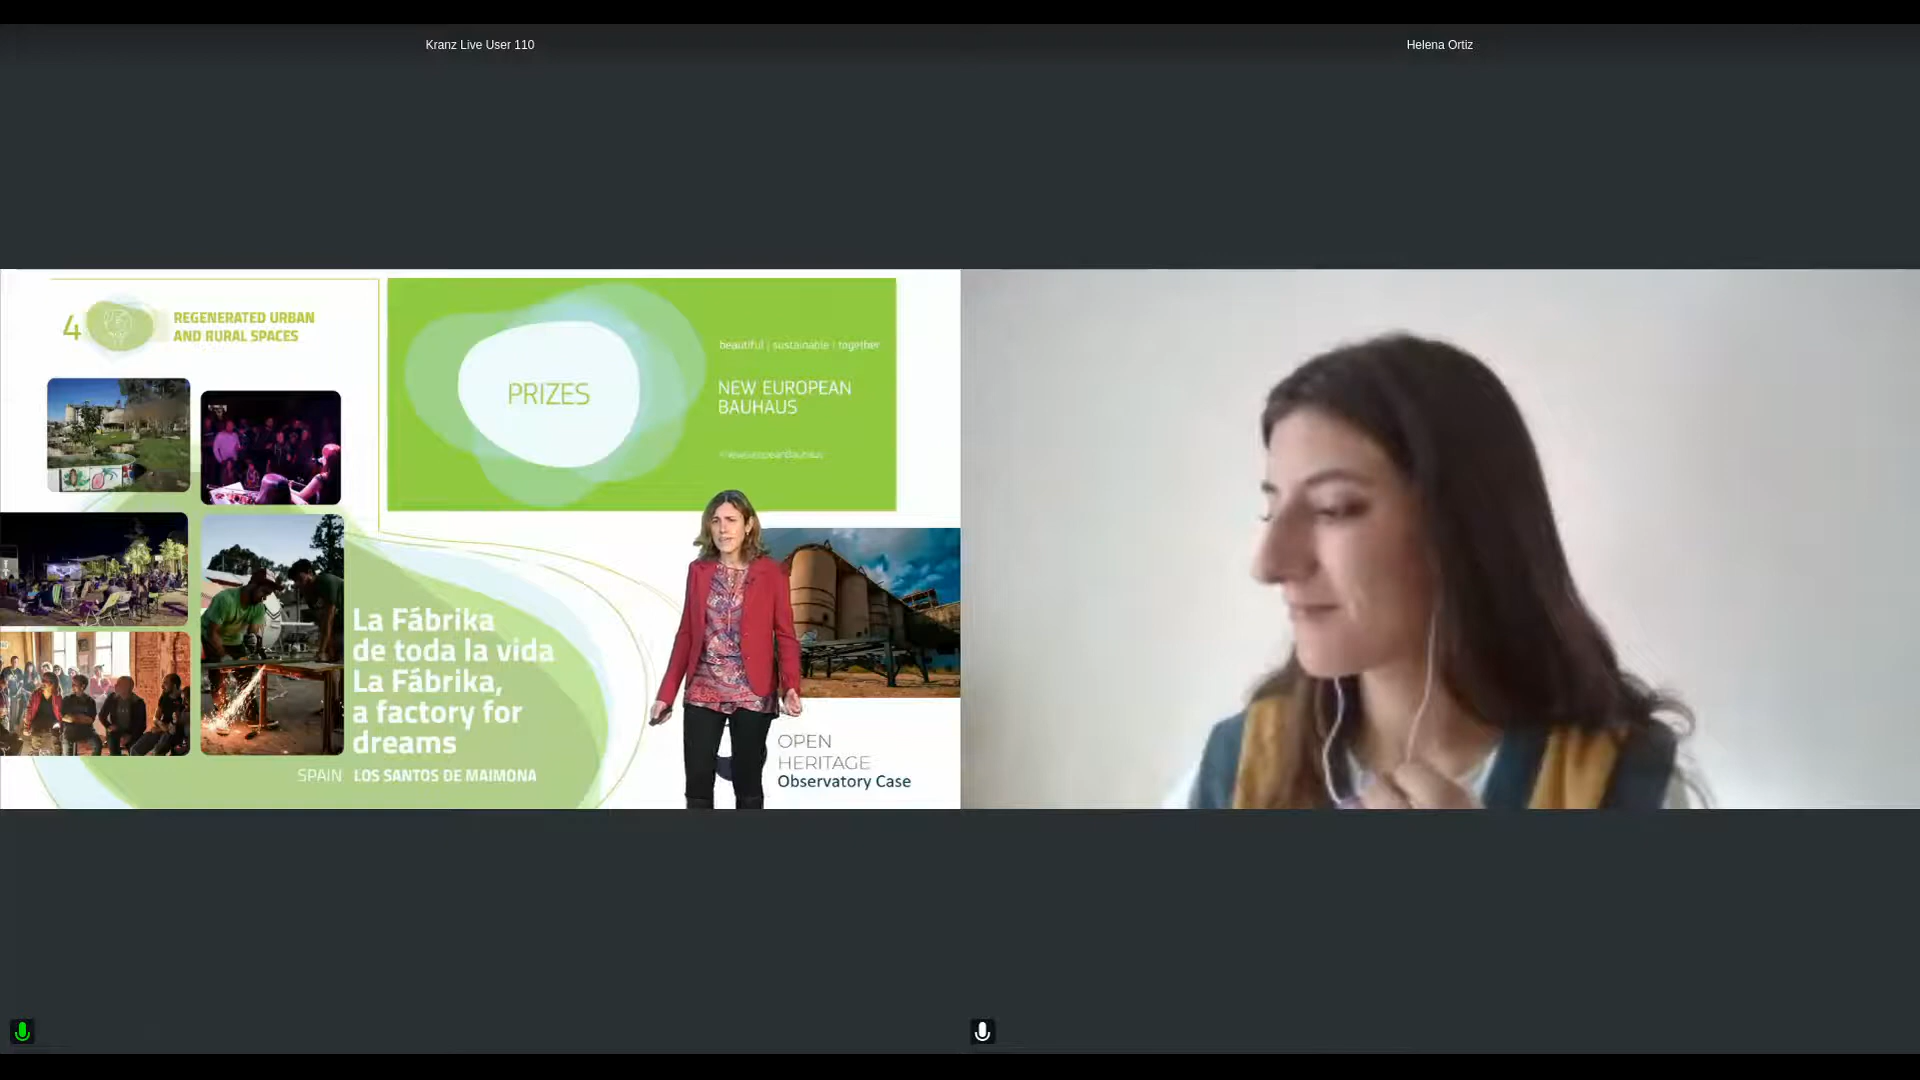 Kranz Live User 110
Helena Ortiz
4
REGENERATED URBAN
AND RURAL SPACES
PRIZES
beautiful | sustainable | together
NEW EUROPEAN
BAUHAUS
La Fábrika
de toda la vida
La Fábrika,
a factory for
dreams
SPAIN LOS SANTOS DE MAIMONA
OPEN
HERITAGE
Observatory Case